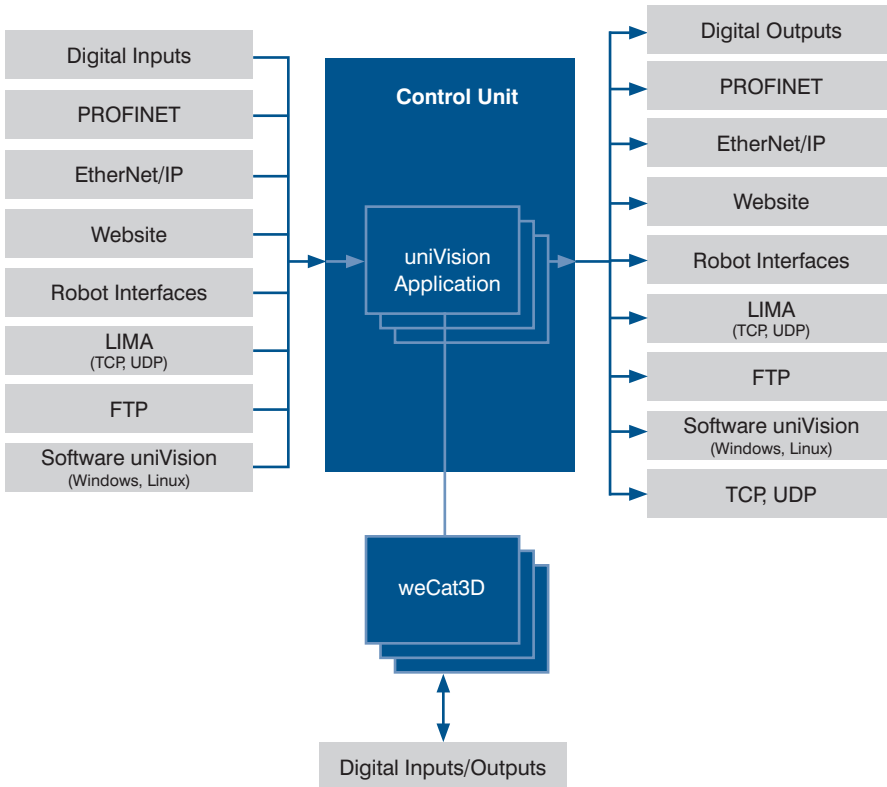 Digital Inputs
PROFINET
EtherNet/IP
Website
Robot Interfaces
LIMA
(TCP, UDP)
FTP
Software uniVision
(Windows, Linux)
Control Unit
uniVision
Application
weCat3D
Digital Inputs/Outputs
Digital Outputs
PROFINET
EtherNet/IP
Website
Robot Interfaces
LIMA
(TCP, UDP)
FTP
Software uniVision
(Windows, Linux)
TCP, UDP